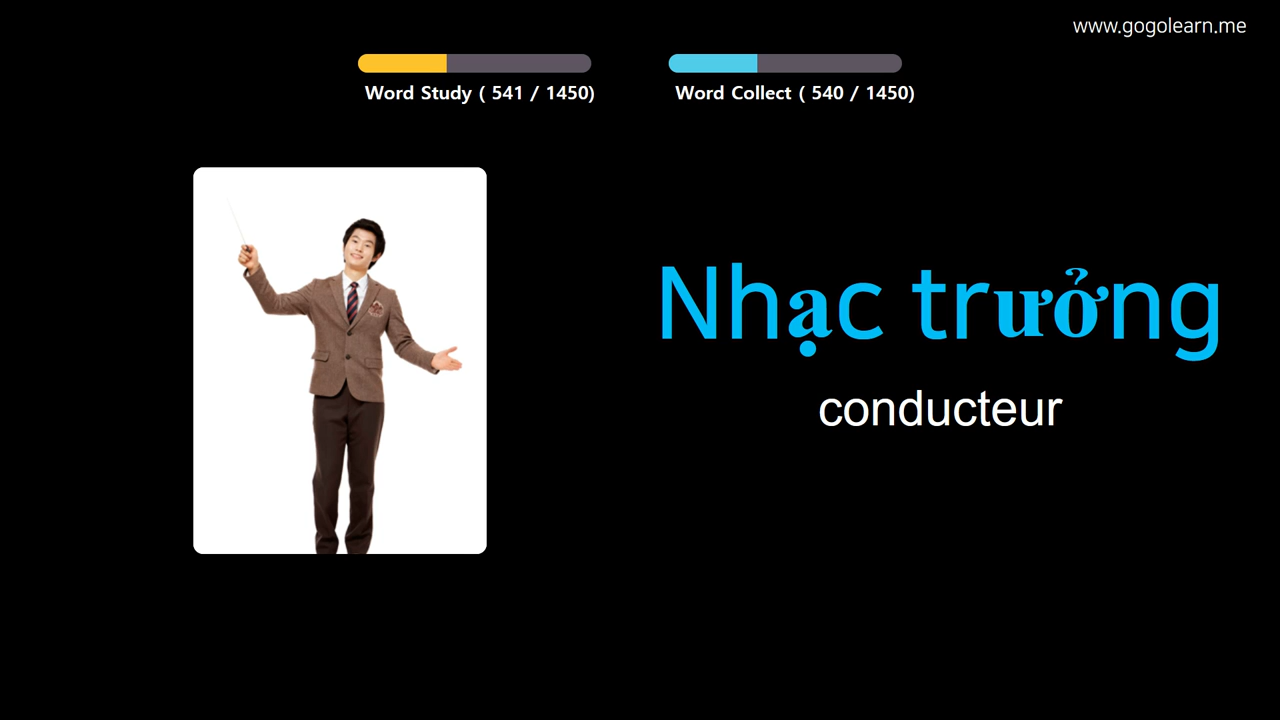 www.gogolearn.me
Word Study ( 541 / 1450)
Word Collect ( 540 / 1450)
Nhạc trưởng
conducteur